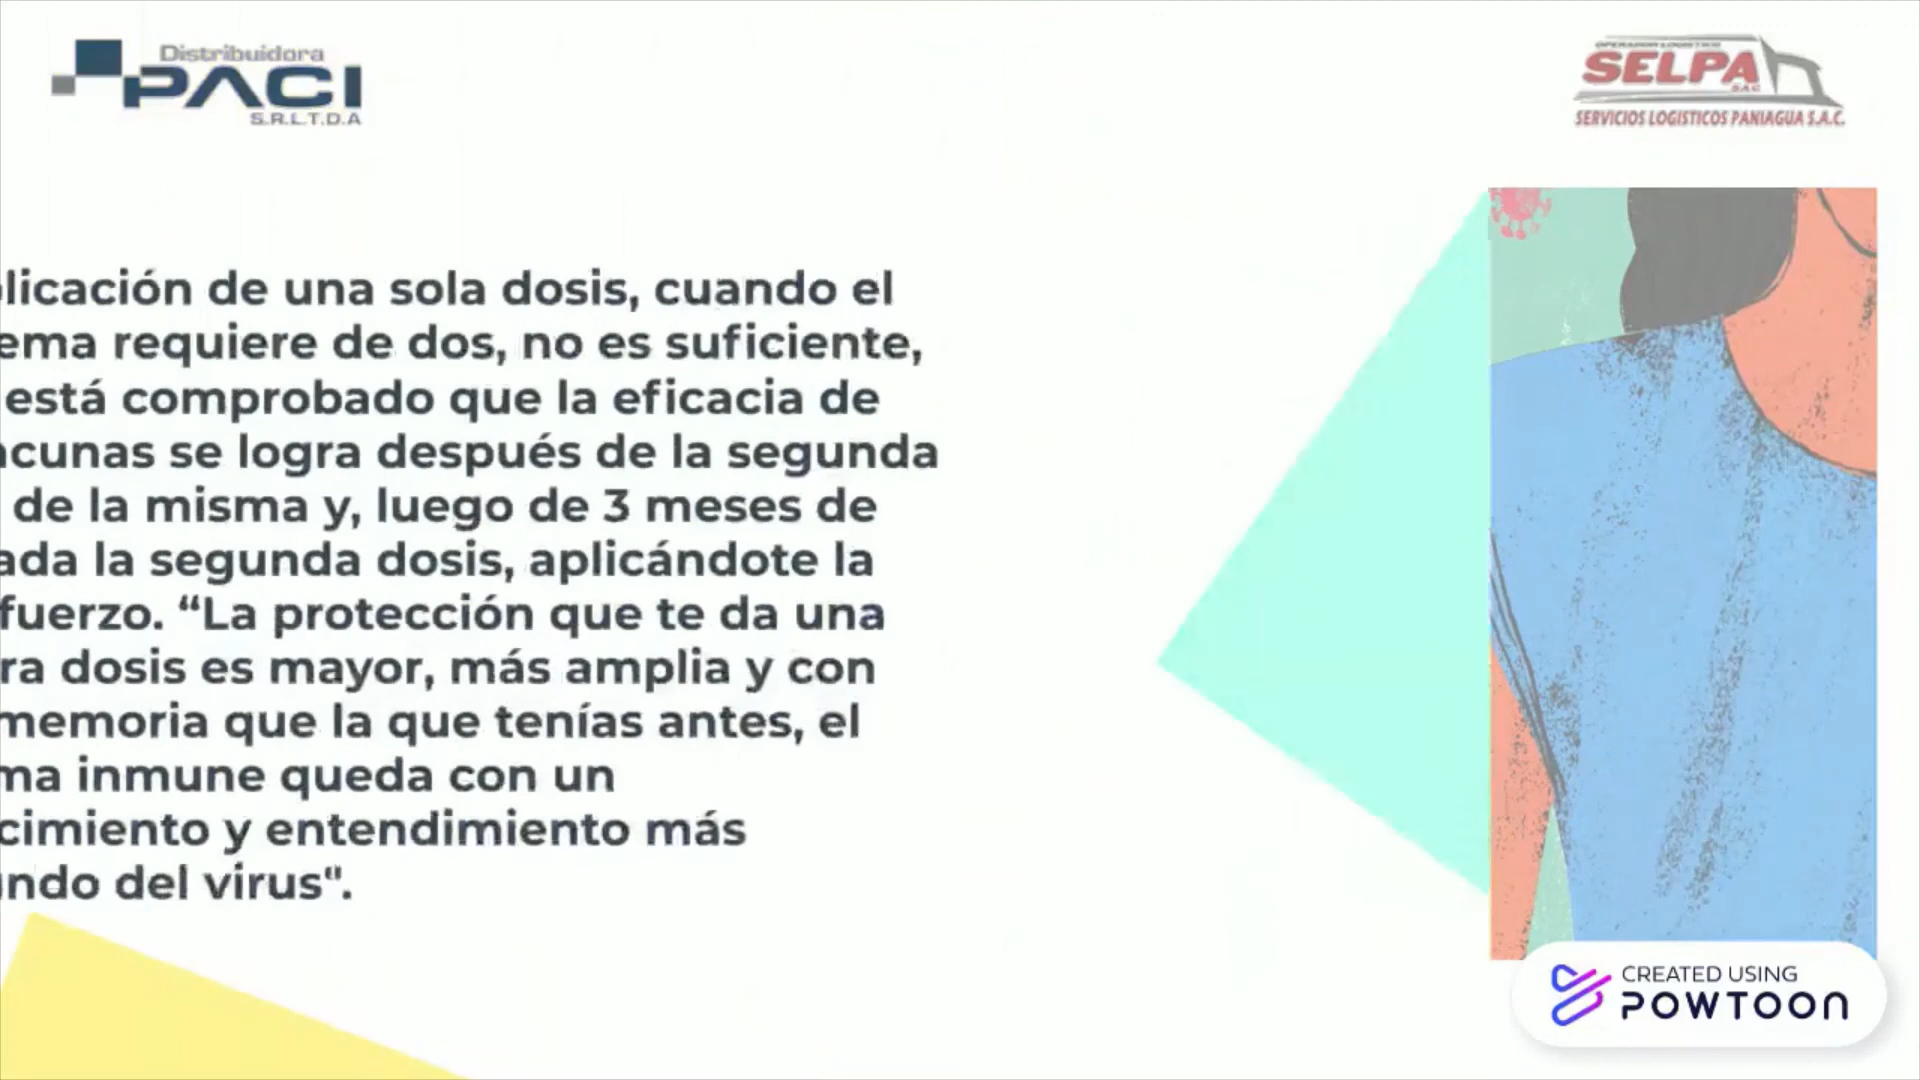 Distribuidora
PACI
S.R.L.T.D.A
OPERADOR LOGISTICO
SELPA
SAC
SERVICIOS LOGISTICOS PANIAGUA S.A.C.
licación de una sola dosis, cuando el
ema requiere de dos, no es suficiente,
está comprobado que la eficacia de
acunas se logra después de la segunda
de la misma y, luego de 3 meses de
ada la segunda dosis, aplicándote la
fuerzo. “La protección que te da una
ra dosis es mayor, más amplia y con
memoria que la que tenías antes, el
ma inmune queda con un
cimiento y entendimiento más
ndo del virus".
CREATED USING
POWTOON